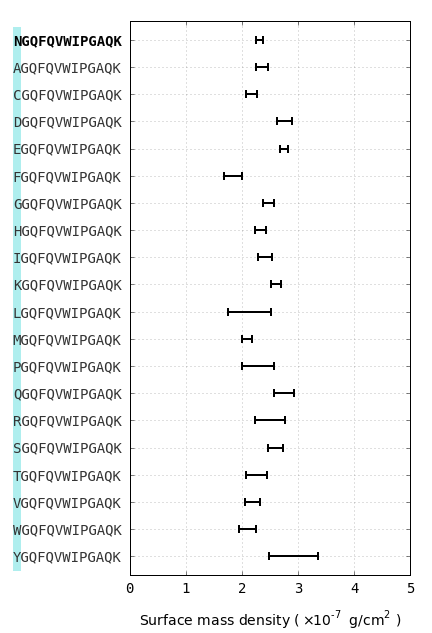 NGQFQVWIPGAQK
AGQFQVWIPGAQK
CGQFQVWIPGAQK
DGQFQVWIPGAQK
EGQFQVWIPGAQK
FGQFQVWIPGAQK
GGQFQVWIPGAQK
HGQFQVWIPGAQK
IGQFQVWIPGAQK
KGQFQVWIPGAQK
LGQFQVWIPGAQK
MGQFQVWIPGAQK
PGQFQVWIPGAQK
QGQFQVWIPGAQK
RGQFQVWIPGAQK
SGQFQVWIPGAQK
TGQFQVWIPGAQK
VGQFQVWIPGAQK
WGQFQVWIPGAQK
YGQFQVWIPGAQK
0 1 2 3 4 5
Surface mass density ( ×10⁻⁷ g/cm² )